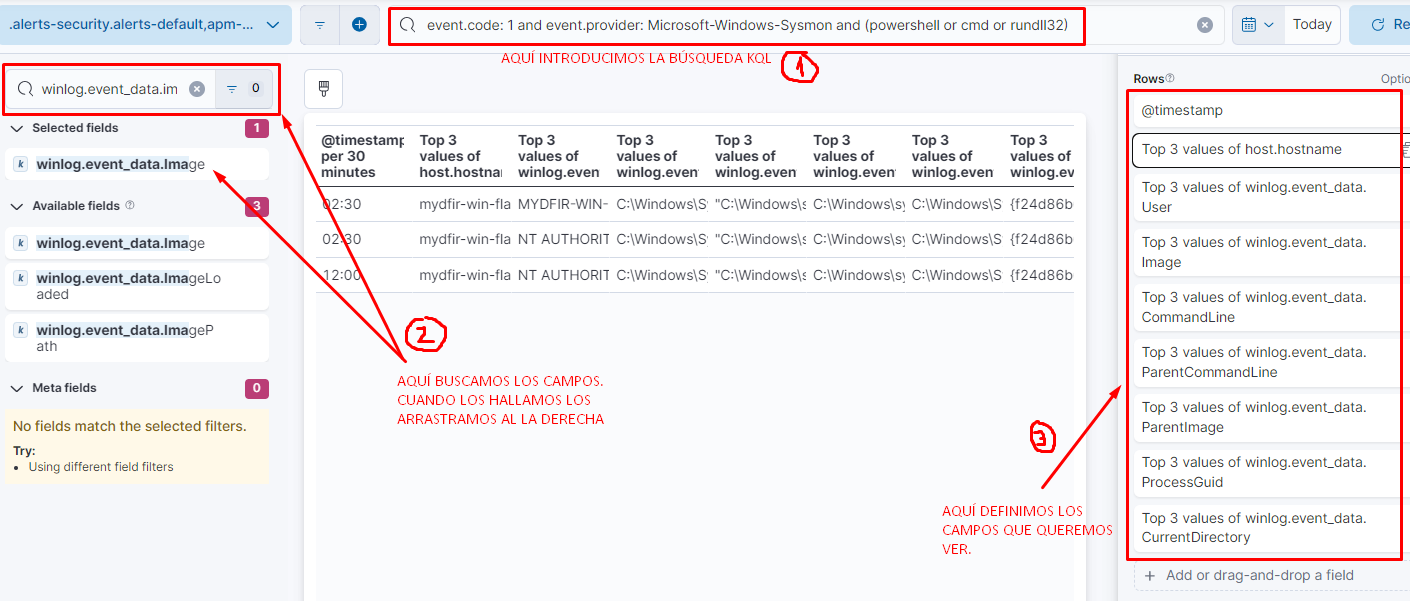 .alerts-security.alerts-default,apm-...
event.code: 1 and event.provider: Microsoft-Windows-Sysmon and (powershell or cmd or rundll32)
Today
Re
AQUÍ INTRODUCIMOS LA BÚSQUEDA KQL
1
winlog.event_data.im
0
Selected fields
1
winlog.event_data.Image
Available fields
3
winlog.event_data.Image
winlog.event_data.ImageLo
aded
winlog.event_data.ImageP
ath
Meta fields
0
No fields match the selected filters.
Try:
Using different field filters
@timestamp
per 30
minutes
Top 3
values of
host.hostna
Top 3
values of
winlog.even
Top 3
values of
winlog.even
Top 3
values of
winlog.even
Top 3
values of
winlog.even
Top 3
values of
winlog.even
Top 3
values of
winlog.ev
02:30 mydfir-win-fla MYDFIR-WIN- C:\Windows\Sy "C:\Windows\s C:\Windows\sy C:\Windows\S {f24d86b
02:30 mydfir-win-fla NT AUTHORIT C:\Windows\Sy "C:\Windows\s C:\Windows\sy C:\Windows\S {f24d86b
12:00 mydfir-win-fla NT AUTHORIT C:\Windows\Sy "C:\Windows\s C:\Windows\sy C:\Windows\S {f24d86b
2
AQUÍ BUSCAMOS LOS CAMPOS.
CUANDO LOS HALLAMOS LOS
ARRASTRAMOS AL LA DERECHA
3
AQUÍ DEFINIMOS LOS
CAMPOS QUE QUEREMOS
VER.
Rows
Optio
@timestamp
Top 3 values of host.hostname
Top 3 values of winlog.event_data.
User
Top 3 values of winlog.event_data.
Image
Top 3 values of winlog.event_data.
CommandLine
Top 3 values of winlog.event_data.
ParentCommandLine
Top 3 values of winlog.event_data.
ParentImage
Top 3 values of winlog.event_data.
ProcessGuid
Top 3 values of winlog.event_data.
CurrentDirectory
Add or drag-and-drop a field